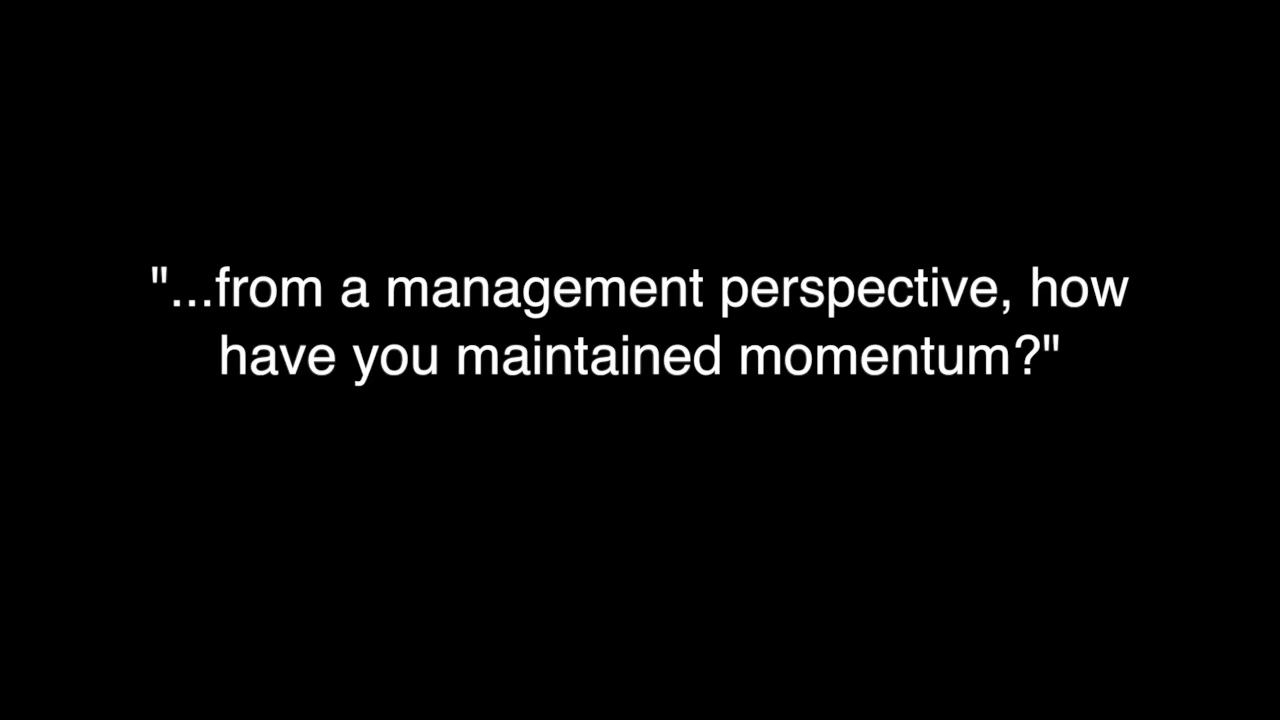 "...from a management perspective, how
have you maintained momentum?"